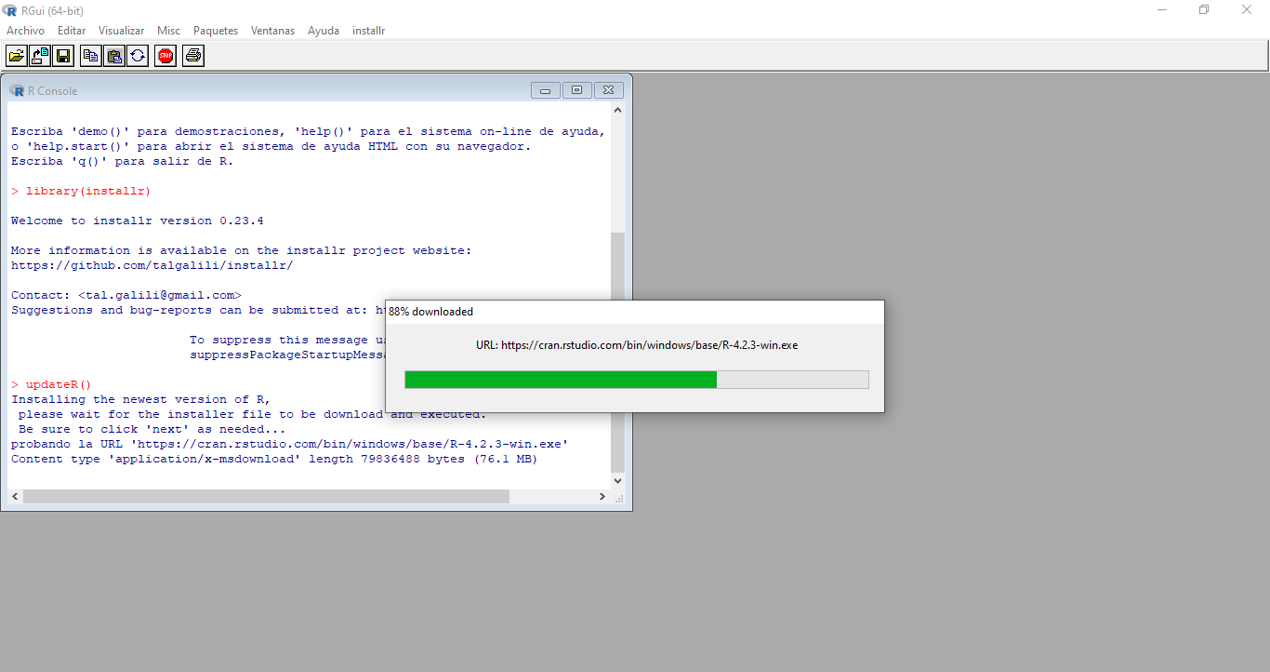 RGui (64-bit)
Archivo Editar Visualizar Misc Paquetes Ventanas Ayuda installr
STOP
R Console
Escriba 'demo()' para demostraciones, 'help()' para el sistema on-line de ayuda,
o 'help.start()' para abrir el sistema de ayuda HTML con su navegador.
Escriba 'q()' para salir de R.
> library(installr)
Welcome to installr version 0.23.4
More information is available on the installr project website:
https://github.com/talgalili/installr/
Contact: <tal.galili@gmail.com>
Suggestions and bug-reports can be submitted at:
To suppress this message
> updateR()
Installing the newest version of R,
please wait for the installer file to be download and executed.
Be sure to click 'next' as needed...
probando la URL 'https://cran.rstudio.com/bin/windows/base/R-4.2.3-win.exe'
Content type 'application/x-msdownload' length 79836488 bytes (76.1 MB)
88% downloaded
URL: https://cran.rstudio.com/bin/windows/base/R-4.2.3-win.exe